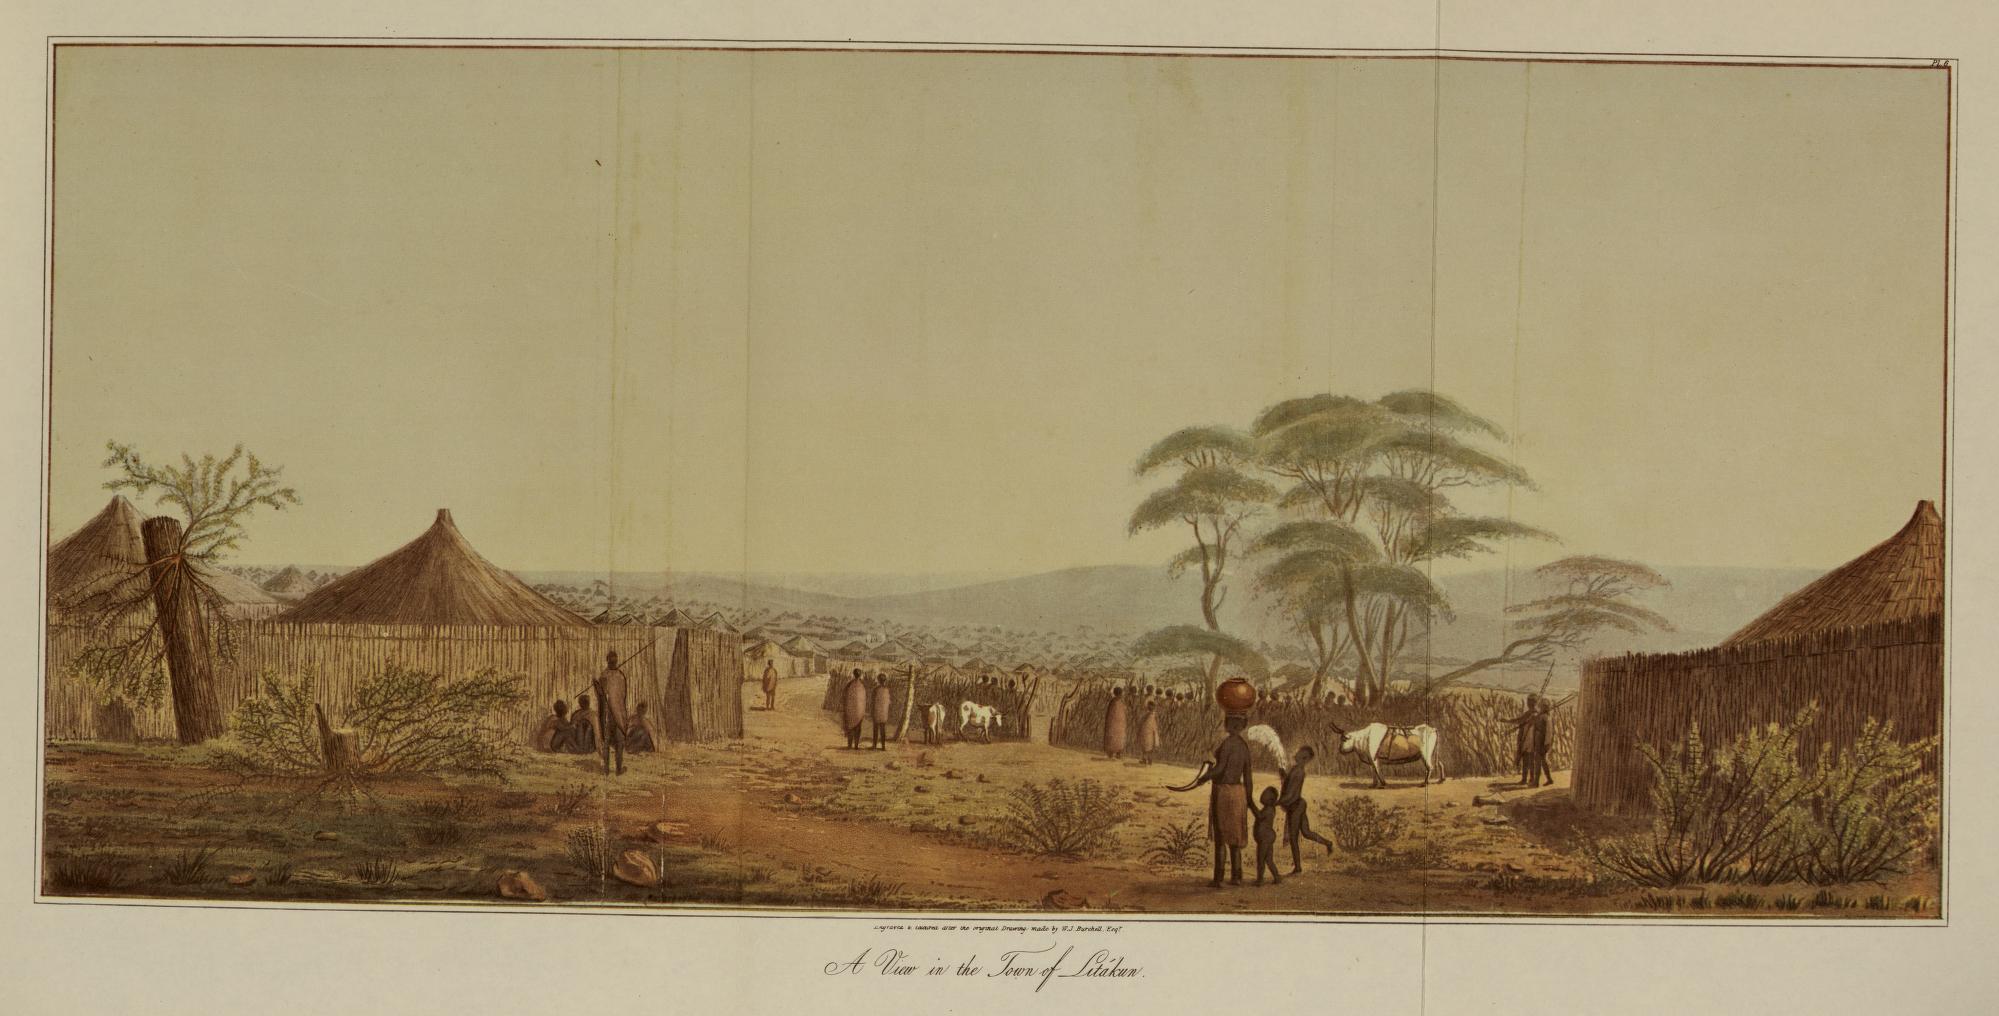 Pl. 6.
Engraved & coloured after the original Drawing made by W.J. Burchell, Esqr.
A View in the Town of Litákun.